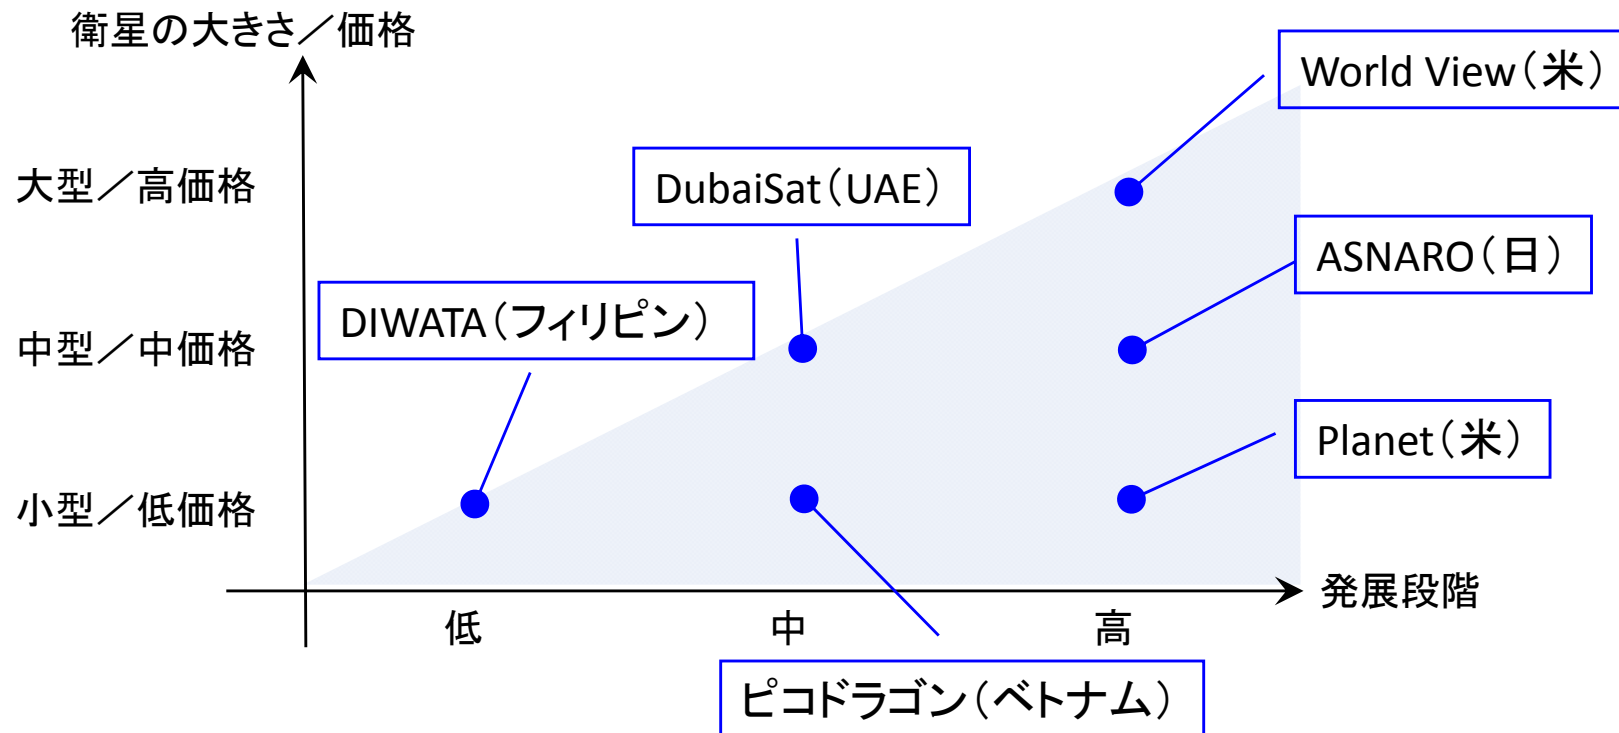 衛星の大きさ／価格
World View（米）
DubaiSat（UAE）
大型／高価格
ASNARO（日）
DIWATA（フィリピン）
中型／中価格
Planet（米）
小型／低価格
発展段階
低
中
高
ピコドラゴン（ベトナム）